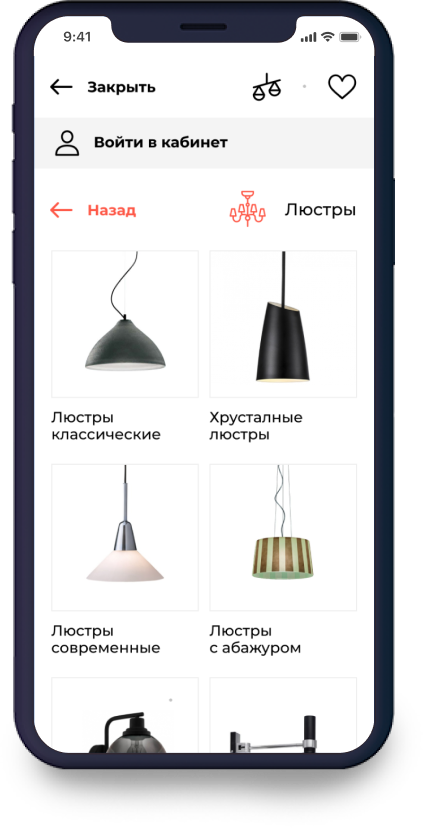 9:41
Закрыть
Войти в кабинет
Назад
Люстры
Люстры
классические
Хрусталные
люстры
Люстры
современные
Люстры
с абажуром